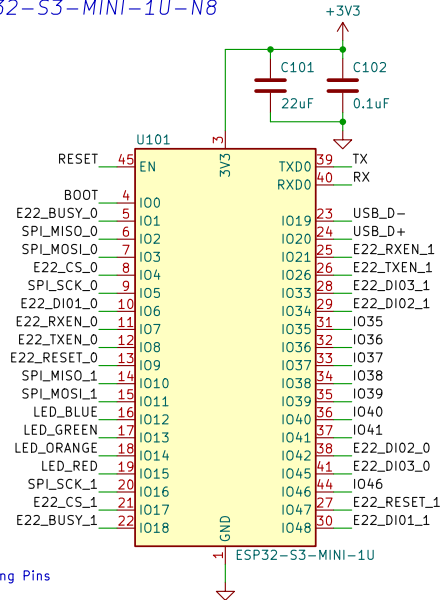 32-S3-MINI-1U-N8
+3V3
C101
22uF
C102
0.1uF
U101
3
3V3
RESET 45 EN TXD0 39 TX
RXD0 40 RX
BOOT 4 IO0
E22_BUSY_0 5 IO1 IO19 23 USB_D-
SPI_MISO_0 6 IO2 IO20 24 USB_D+
SPI_MOSI_0 7 IO3 IO21 25 E22_RXEN_1
E22_CS_0 8 IO4 IO26 26 E22_TXEN_1
SPI_SCK_0 9 IO5 IO33 28 E22_DIO3_1
E22_DIO1_0 10 IO6 IO34 29 E22_DIO2_1
E22_RXEN_0 11 IO7 IO35 31 IO35
E22_TXEN_0 12 IO8 IO36 32 IO36
E22_RESET_0 13 IO9 IO37 33 IO37
SPI_MISO_1 14 IO10 IO38 34 IO38
SPI_MOSI_1 15 IO11 IO39 35 IO39
LED_BLUE 16 IO12 IO40 36 IO40
LED_GREEN 17 IO13 IO41 37 IO41
LED_ORANGE 18 IO14 IO42 38 E22_DIO2_0
LED_RED 19 IO15 IO45 41 E22_DIO3_0
SPI_SCK_1 20 IO16 IO46 44 IO46
E22_CS_1 21 IO17 IO47 27 E22_RESET_1
E22_BUSY_1 22 IO18 IO48 30 E22_DIO1_1
GND
1
ESP32-S3-MINI-1U
ng Pins